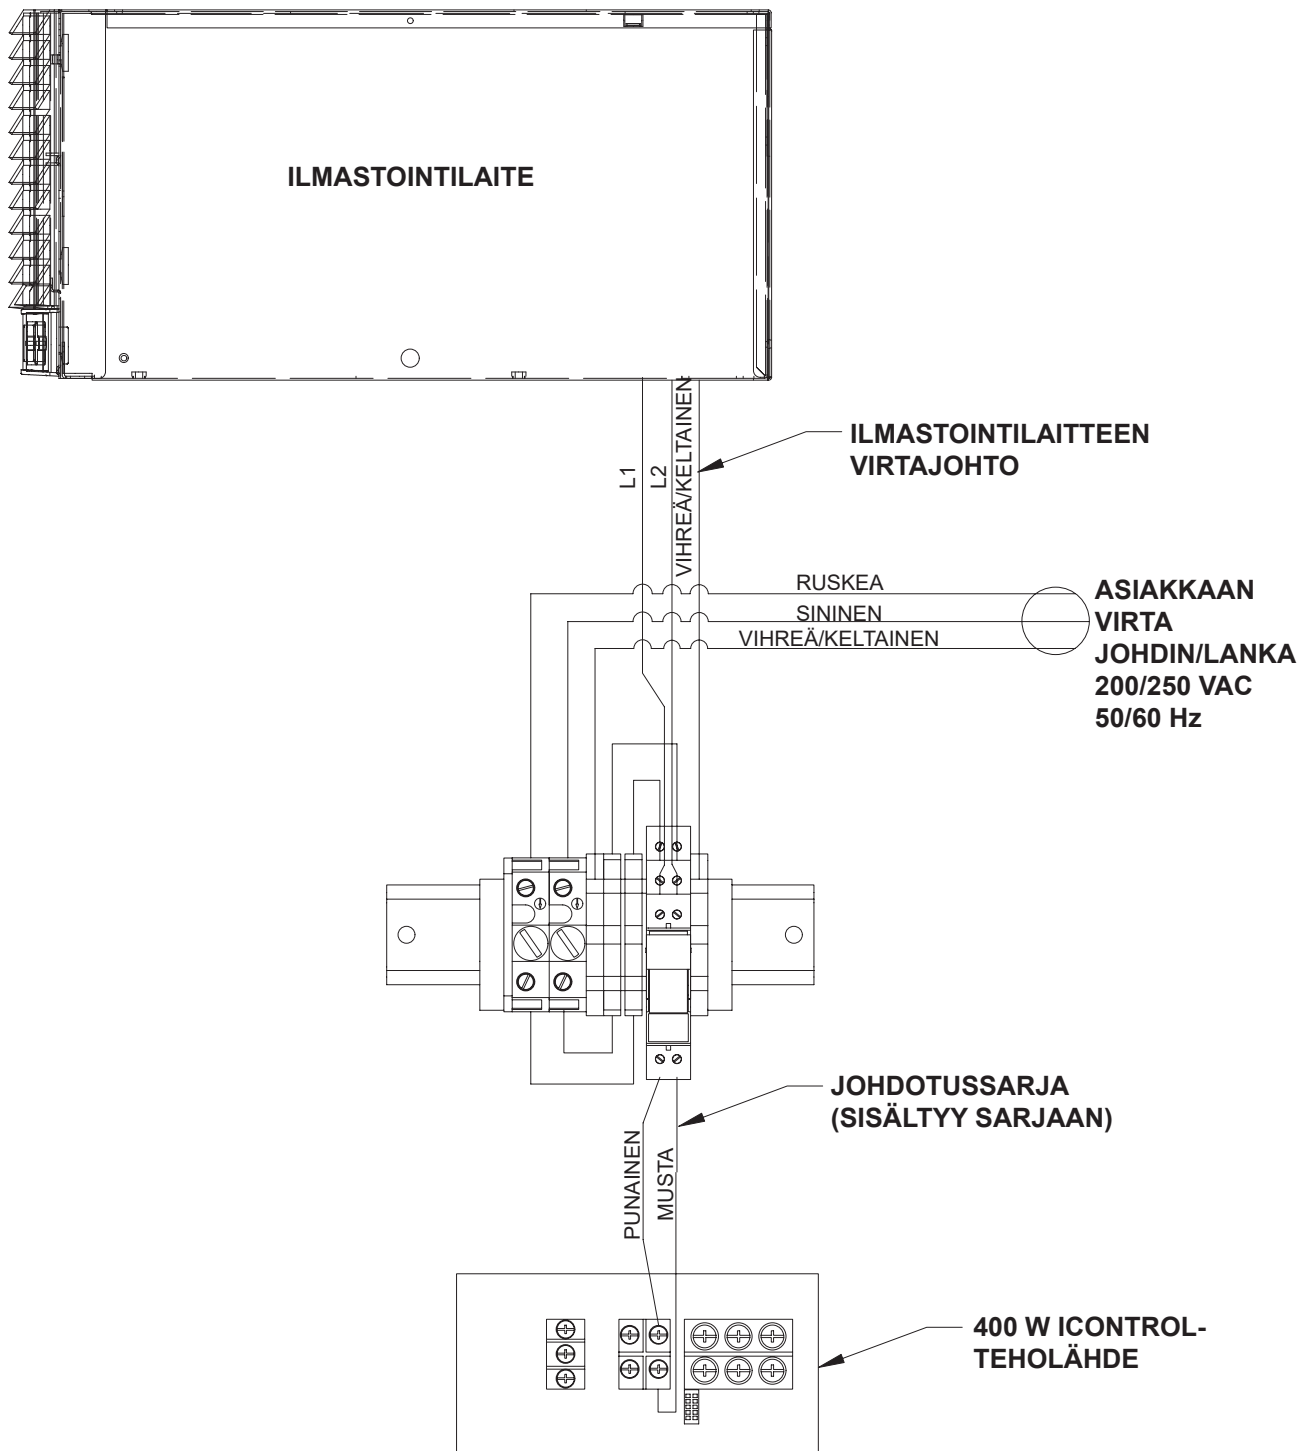 ILMASTOINTILAITE
L1
L2
VIHREÄ/KELTAINEN
ILMASTOINTILAITTEEN
VIRTAJOHTO
RUSKEA
SININEN
VIHREÄ/KELTAINEN
ASIAKKAAN
VIRTA
JOHDIN/LANKA
200/250 VAC
50/60 Hz
JOHDOTUSSARJA
(SISÄLTYY SARJAAN)
PUNAINEN
MUSTA
400 W ICONTROL-
TEHOLÄHDE